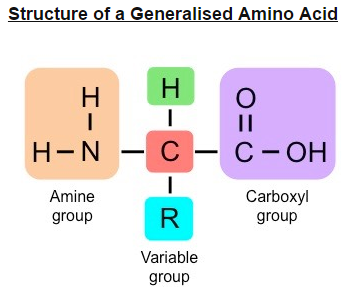 Structure of a Generalised Amino Acid
H
H
O
H–N
C
C–OH
Amine
group
R
Carboxyl
group
Variable
group